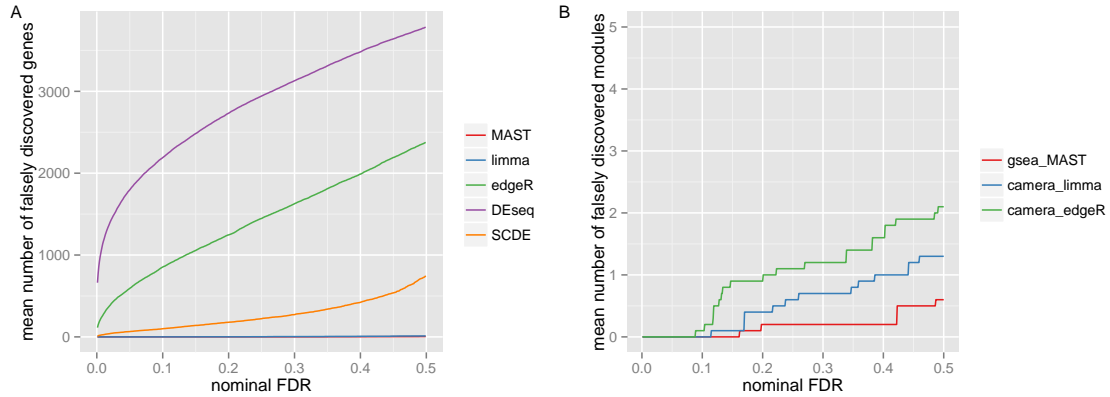 A
mean number of falsely discovered genes
3000
2000
1000
0
0.0 0.1 0.2 0.3 0.4 0.5
nominal FDR
MAST
limma
edgeR
DEseq
SCDE
B
mean number of falsely discovered modules
5
4
3
2
1
0
0.0 0.1 0.2 0.3 0.4 0.5
nominal FDR
gsea_MAST
camera_limma
camera_edgeR